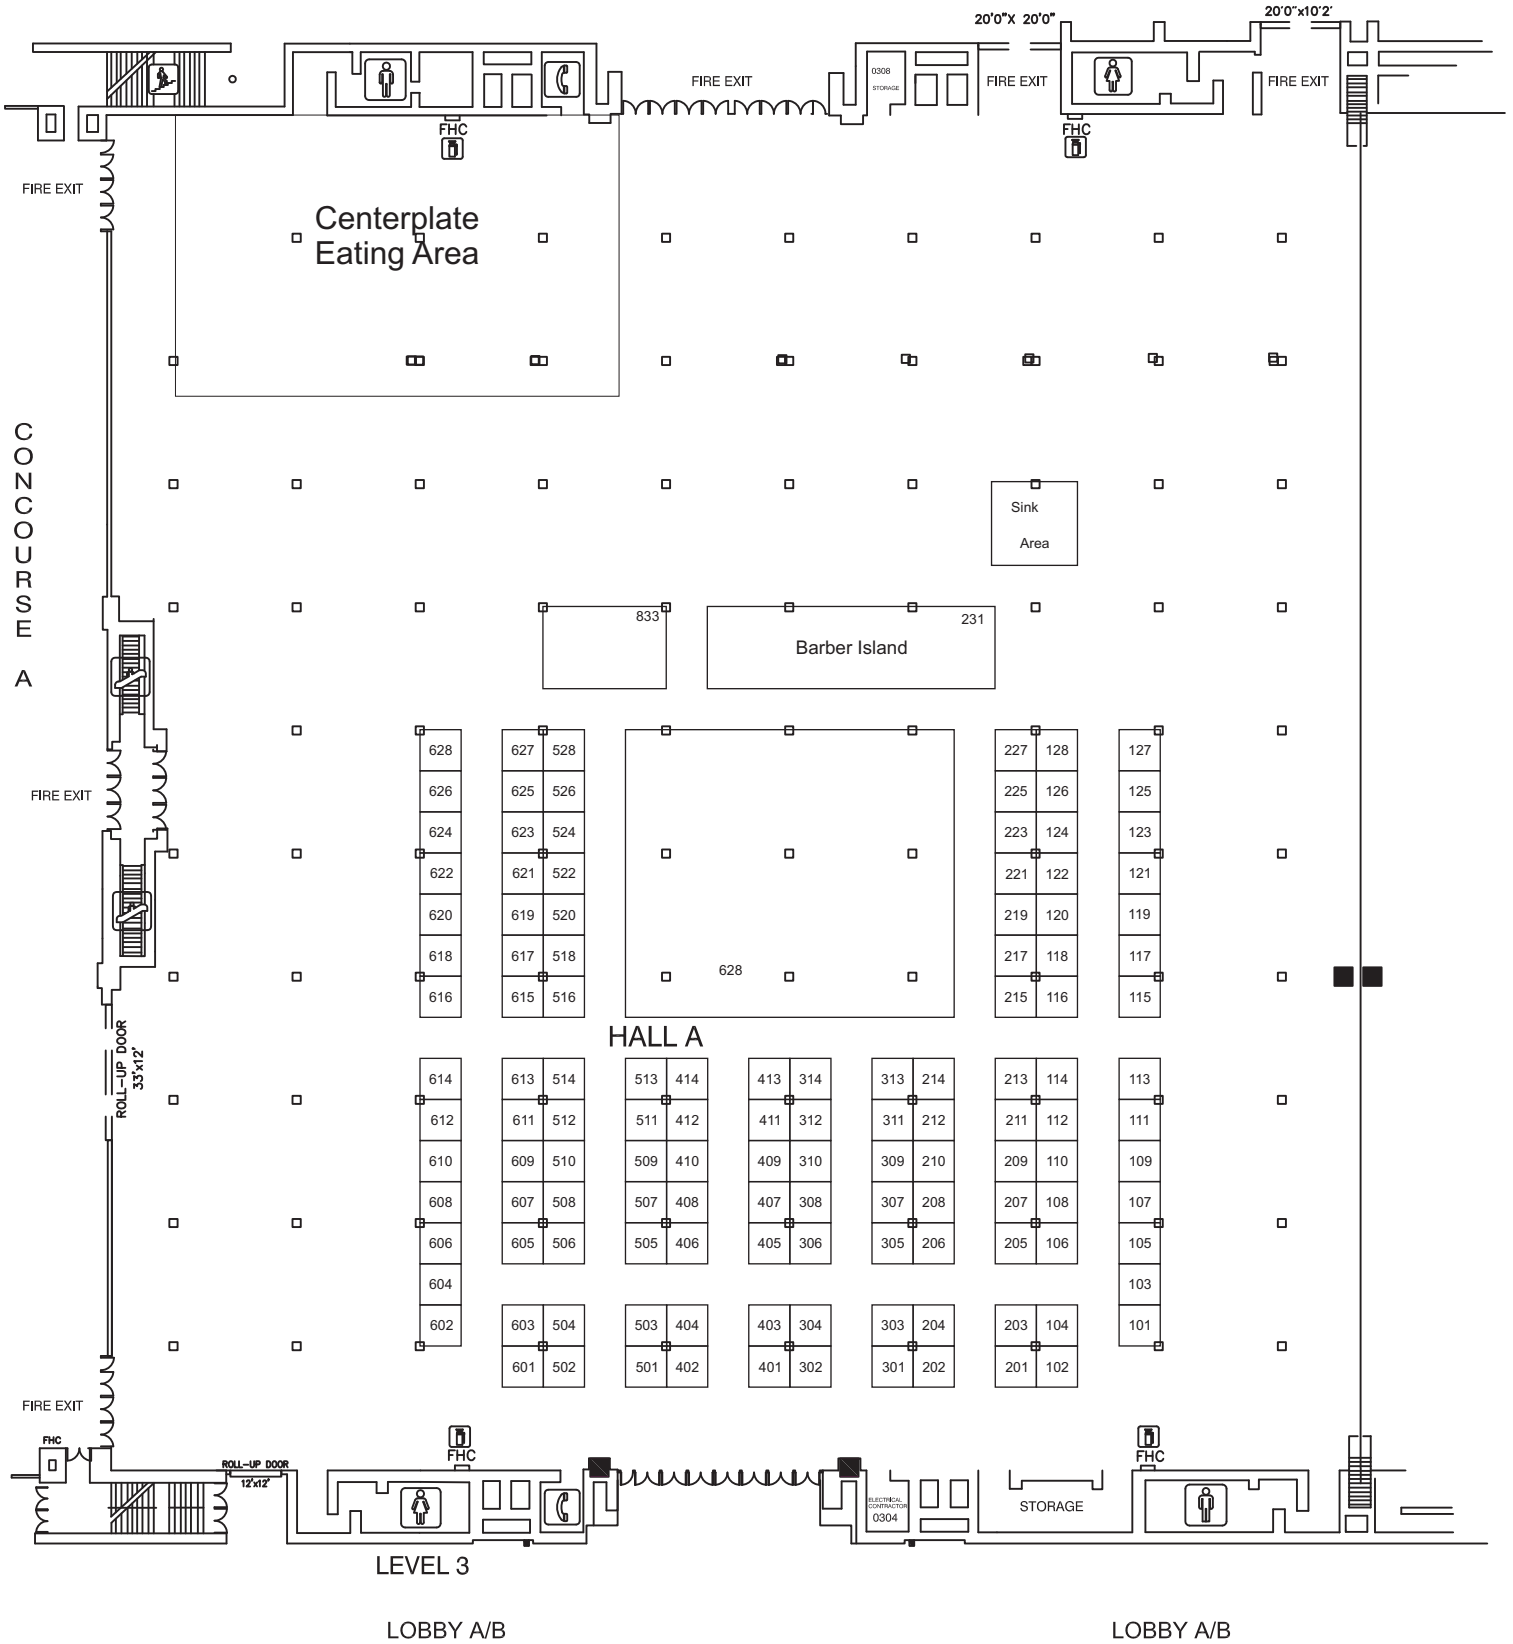 20'0"X 20'0"
20'0"x10'2'
0308
STORAGE
FIRE EXIT
FIRE EXIT
FIRE EXIT
FHC
FHC
FIRE EXIT
Centerplate
Eating Area
CONCOURSE A
Sink
Area
833
231
Barber Island
628 627 528 227 128 127
626 625 526 225 126 125
FIRE EXIT
624 623 524 223 124 123
622 621 522 221 122 121
620 619 520 219 120 119
618 617 518 217 118 117
628
616 615 516 215 116 115
HALL A
ROLL-UP DOOR
33'x12'
614 613 514 513 414 413 314 313 214 213 114 113
612 611 512 511 412 411 312 311 212 211 112 111
610 609 510 509 410 409 310 309 210 209 110 109
608 607 508 507 408 407 308 307 208 207 108 107
606 605 506 505 406 405 306 305 206 205 106 105
604 103
602 603 504 503 404 403 304 303 204 203 104 101
601 502 501 402 401 302 301 202 201 102
FIRE EXIT
FHC
FHC
FHC
ROLL-UP DOOR
12'x12'
ELECTRICAL
CONTRACTOR
0304
STORAGE
LEVEL 3
LOBBY A/B
LOBBY A/B